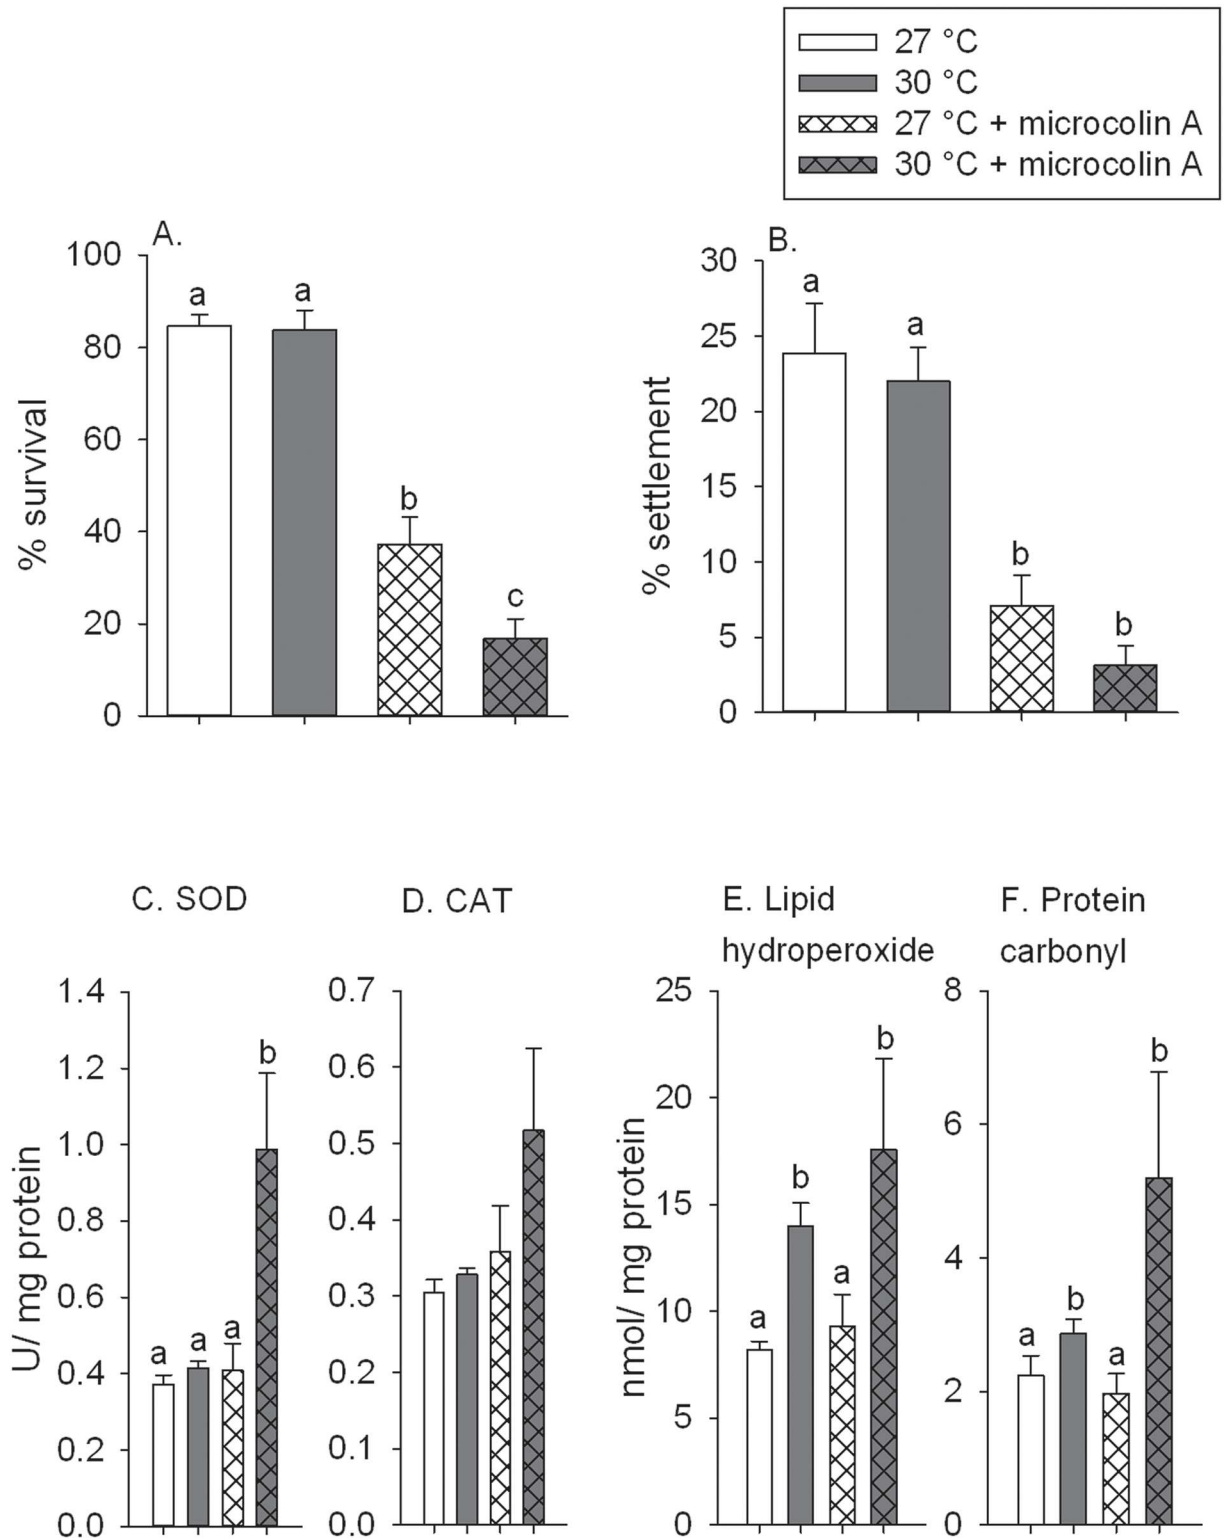 27 °C
30 °C
27 °C + microcolin A
30 °C + microcolin A
A.
% survival
100
80
60
40
20
0
a
a
b
c
B.
% settlement
30
25
20
15
10
5
0
a
a
b
b
C. SOD
U/ mg protein
1.4
1.2
1.0
0.8
0.6
0.4
0.2
0.0
a
a
a
b
D. CAT
0.7
0.6
0.5
0.4
0.3
0.2
0.1
0.0
E. Lipid
hydroperoxide
nmol/ mg protein
25
20
15
10
5
0
a
b
a
b
F. Protein
carbonyl
8
6
4
2
0
a
b
a
b